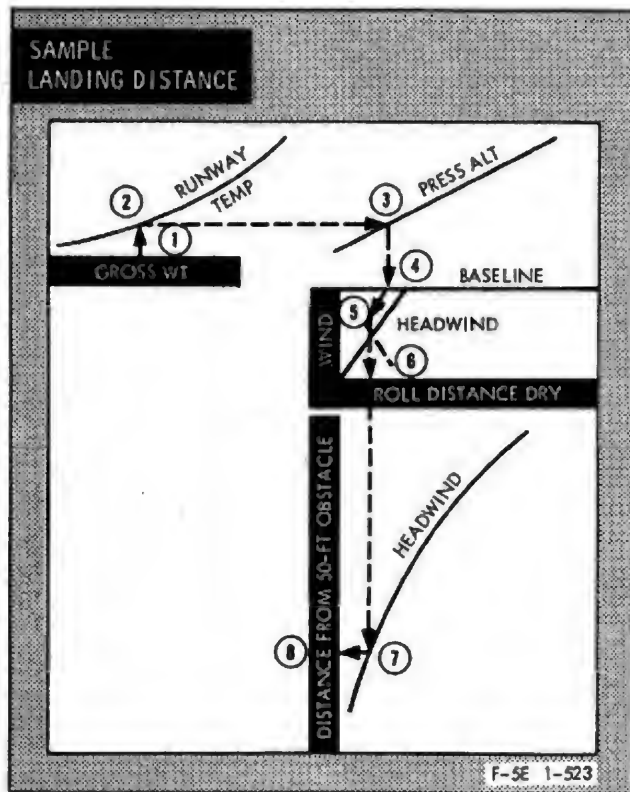 SAMPLE
LANDING DISTANCE
RUNWAY
TEMP
PRESS ALT
2
1
3
GROSS WT
4
BASELINE
WIND
5
HEADWIND
6
ROLL DISTANCE DRY
DISTANCE FROM 50-FT OBSTACLE
HEADWIND
8
7
F-5E 1-523